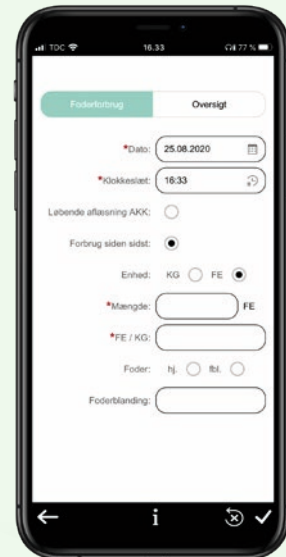 TDC 16.33 77 %
Foderforbrug Oversigt
*Dato: 25.08.2020
*Klokkeslæt: 16:33
Løbende aflæsning AKK:
Forbrug siden sidst:
Enhed: KG FE
*Mængde: FE
*FE / KG:
Foder: hj. fbl.
Foderblanding:
i